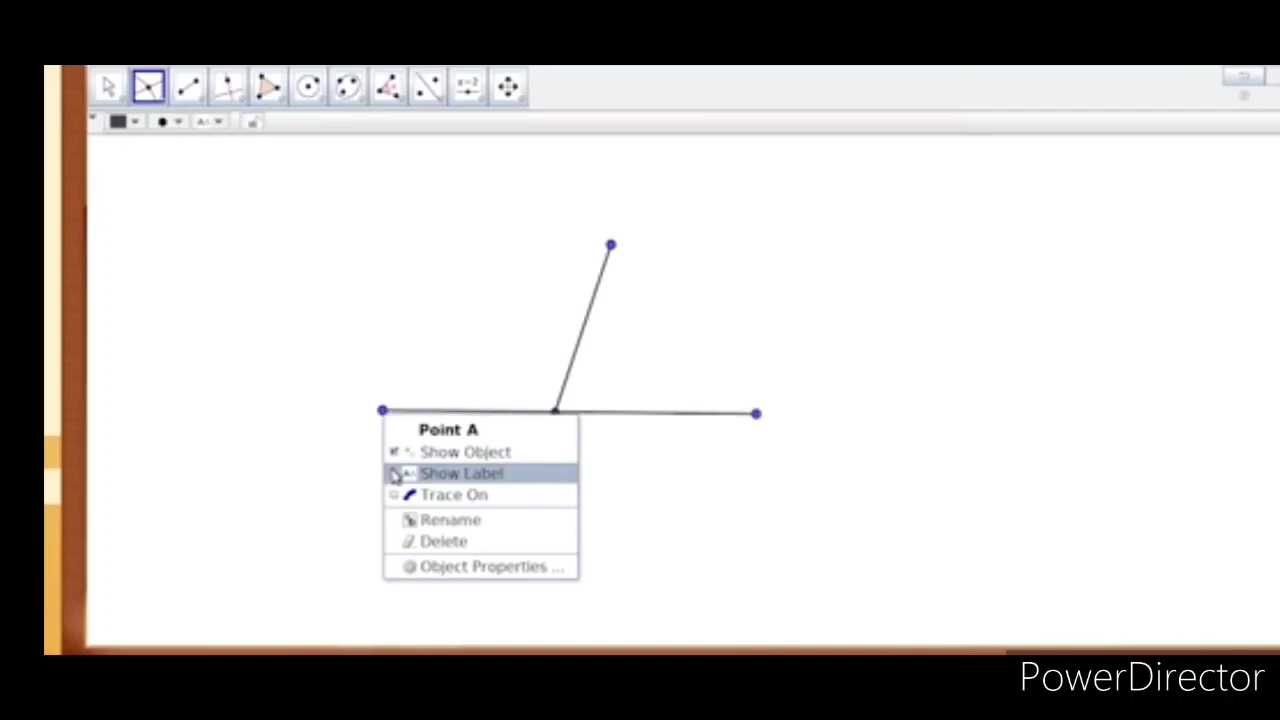 Point A
Show Object
Show Label
Trace On
Rename
Delete
Object Properties ...
PowerDirector